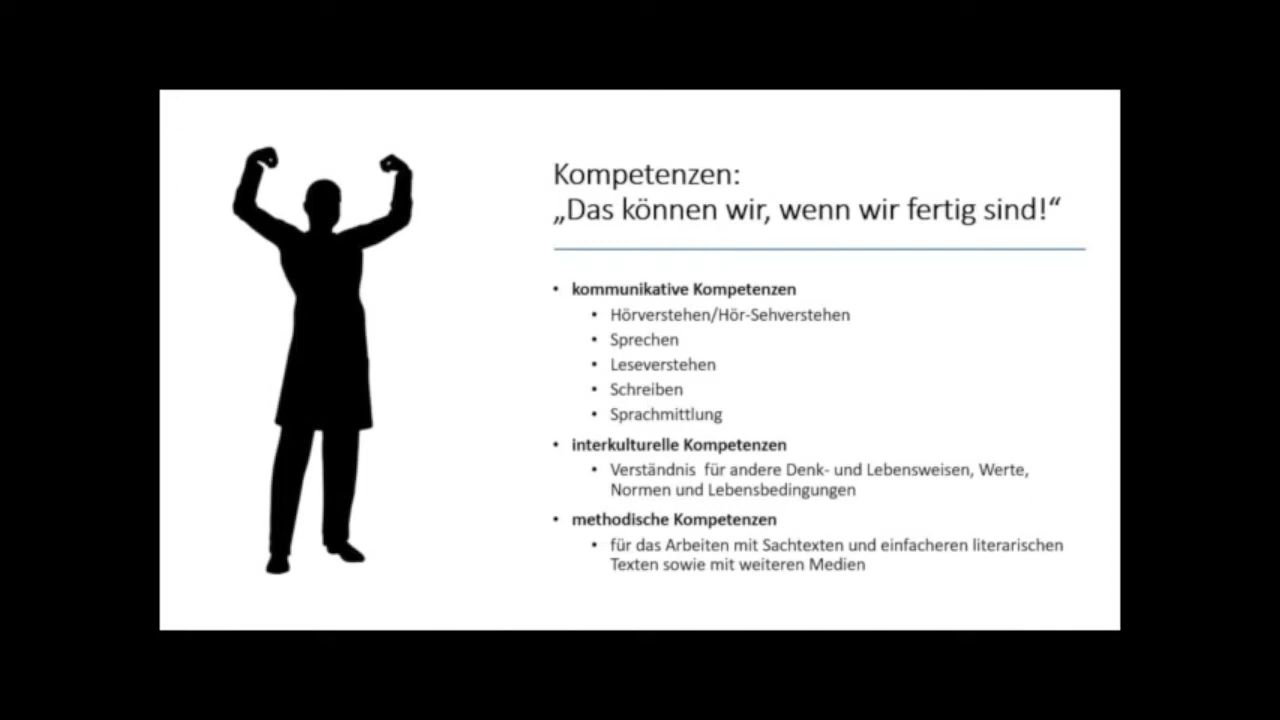 Kompetenzen:
„Das können wir, wenn wir fertig sind!“
• kommunikative Kompetenzen
• Hörverstehen/Hör-Sehverstehen
• Sprechen
• Leseverstehen
• Schreiben
• Sprachmittlung
• interkulturelle Kompetenzen
• Verständnis für andere Denk- und Lebensweisen, Werte,
Normen und Lebensbedingungen
• methodische Kompetenzen
• für das Arbeiten mit Sachtexten und einfacheren literarischen
Texten sowie mit weiteren Medien